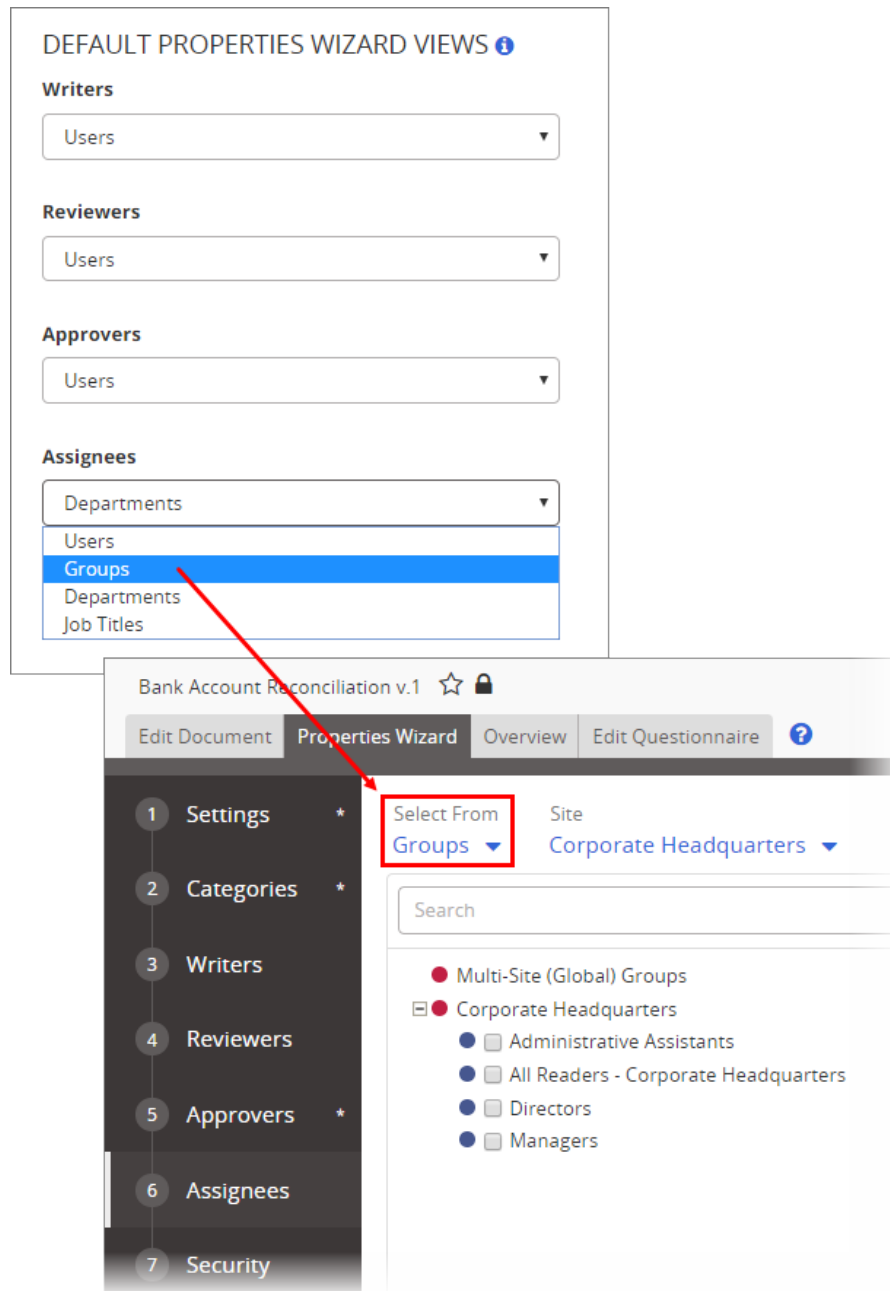 DEFAULT PROPERTIES WIZARD VIEWS
Writers
Users
Reviewers
Users
Approvers
Users
Assignees
Departments
Users
Groups
Departments
Job Titles
Bank Account Reconciliation v.1
Edit Document Properties Wizard Overview Edit Questionnaire ?
1 Settings *
2 Categories *
3 Writers
4 Reviewers
5 Approvers *
6 Assignees
7 Security
Select From Site
Groups Corporate Headquarters
Search
Multi-Site (Global) Groups
Corporate Headquarters
Administrative Assistants
All Readers - Corporate Headquarters
Directors
Managers